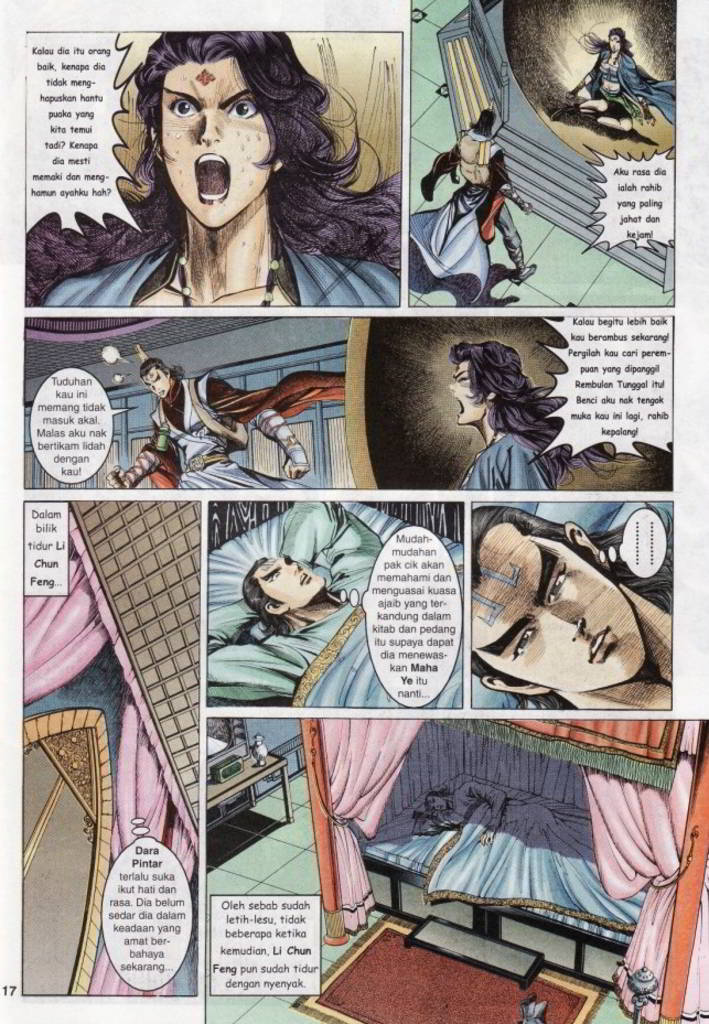 Kalau dia itu orang
baik, kenapa dia
tidak meng-
hapuskan hantu
puaka yang
kita temui
tadi? Kenapa
dia mesti
memaki dan meng-
hamun ayahku hah?
Aku rasa dia
ialah rahib
yang paling
jahat dan
kejam!
Tuduhan
kau ini
memang tidak
masuk akal.
Malas aku nak
bertikam lidah
dengan
kau!
Kalau begitu lebih baik
kau berambus sekarang!
Pergilah kau cari perem-
puan yang dipanggil
Rembulan Tunggal itu!
Benci aku nak tengok
muka kau ini lagi, rahib
kepalang!
Dalam
bilik
tidur Li
Chun
Feng...
Dara
Pintar
terlalu suka
ikut hati dan
rasa. Dia belum
sedar dia dalam
keadaan yang
amat ber-
bahaya
sekarang...
Mudah-
mudahan
pak cik akan
memahami dan
menguasai kuasa
ajaib yang ter-
kandung dalam
kitab dan pedang
itu supaya dapat
dia menewas-
kan Maha
Ye itu
nanti...
..........
Oleh sebab sudah
letih-lesu, tidak
beberapa ketika
kemudian, Li Chun
Feng pun sudah tidur
dengan nyenyak.
17